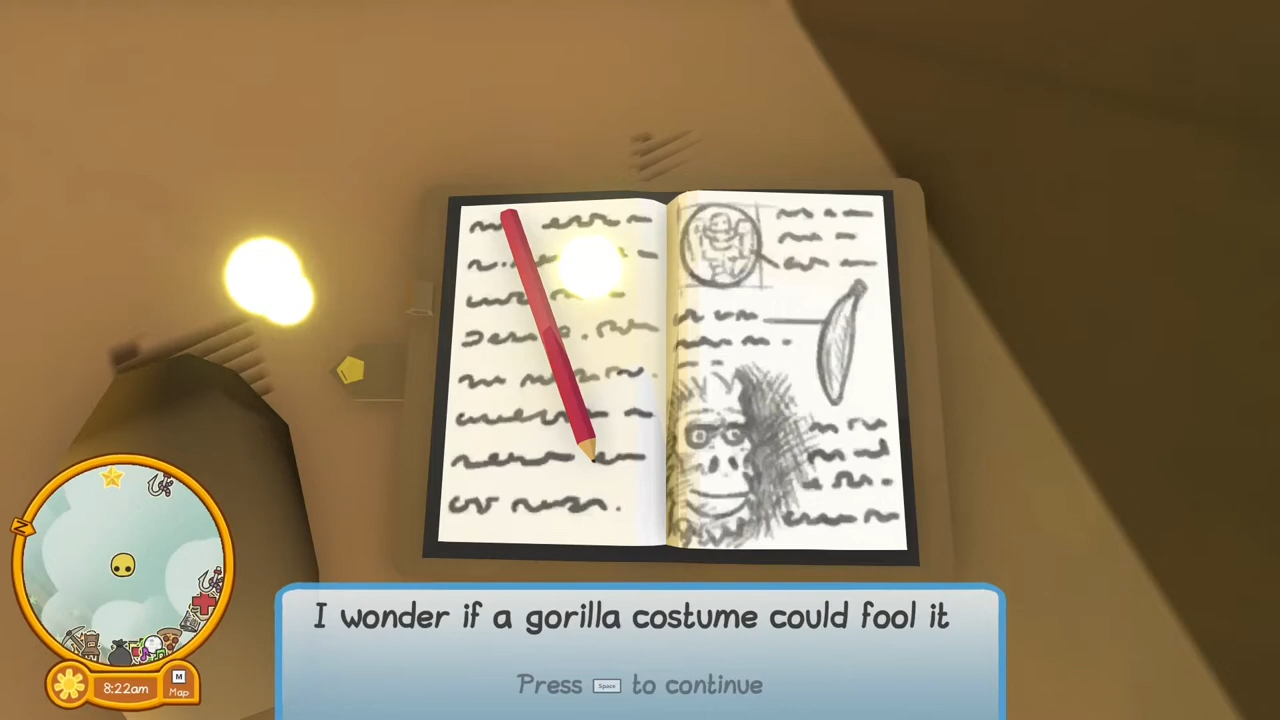 I wonder if a gorilla costume could fool it
Press Space to continue
N
8:22am
M
Map